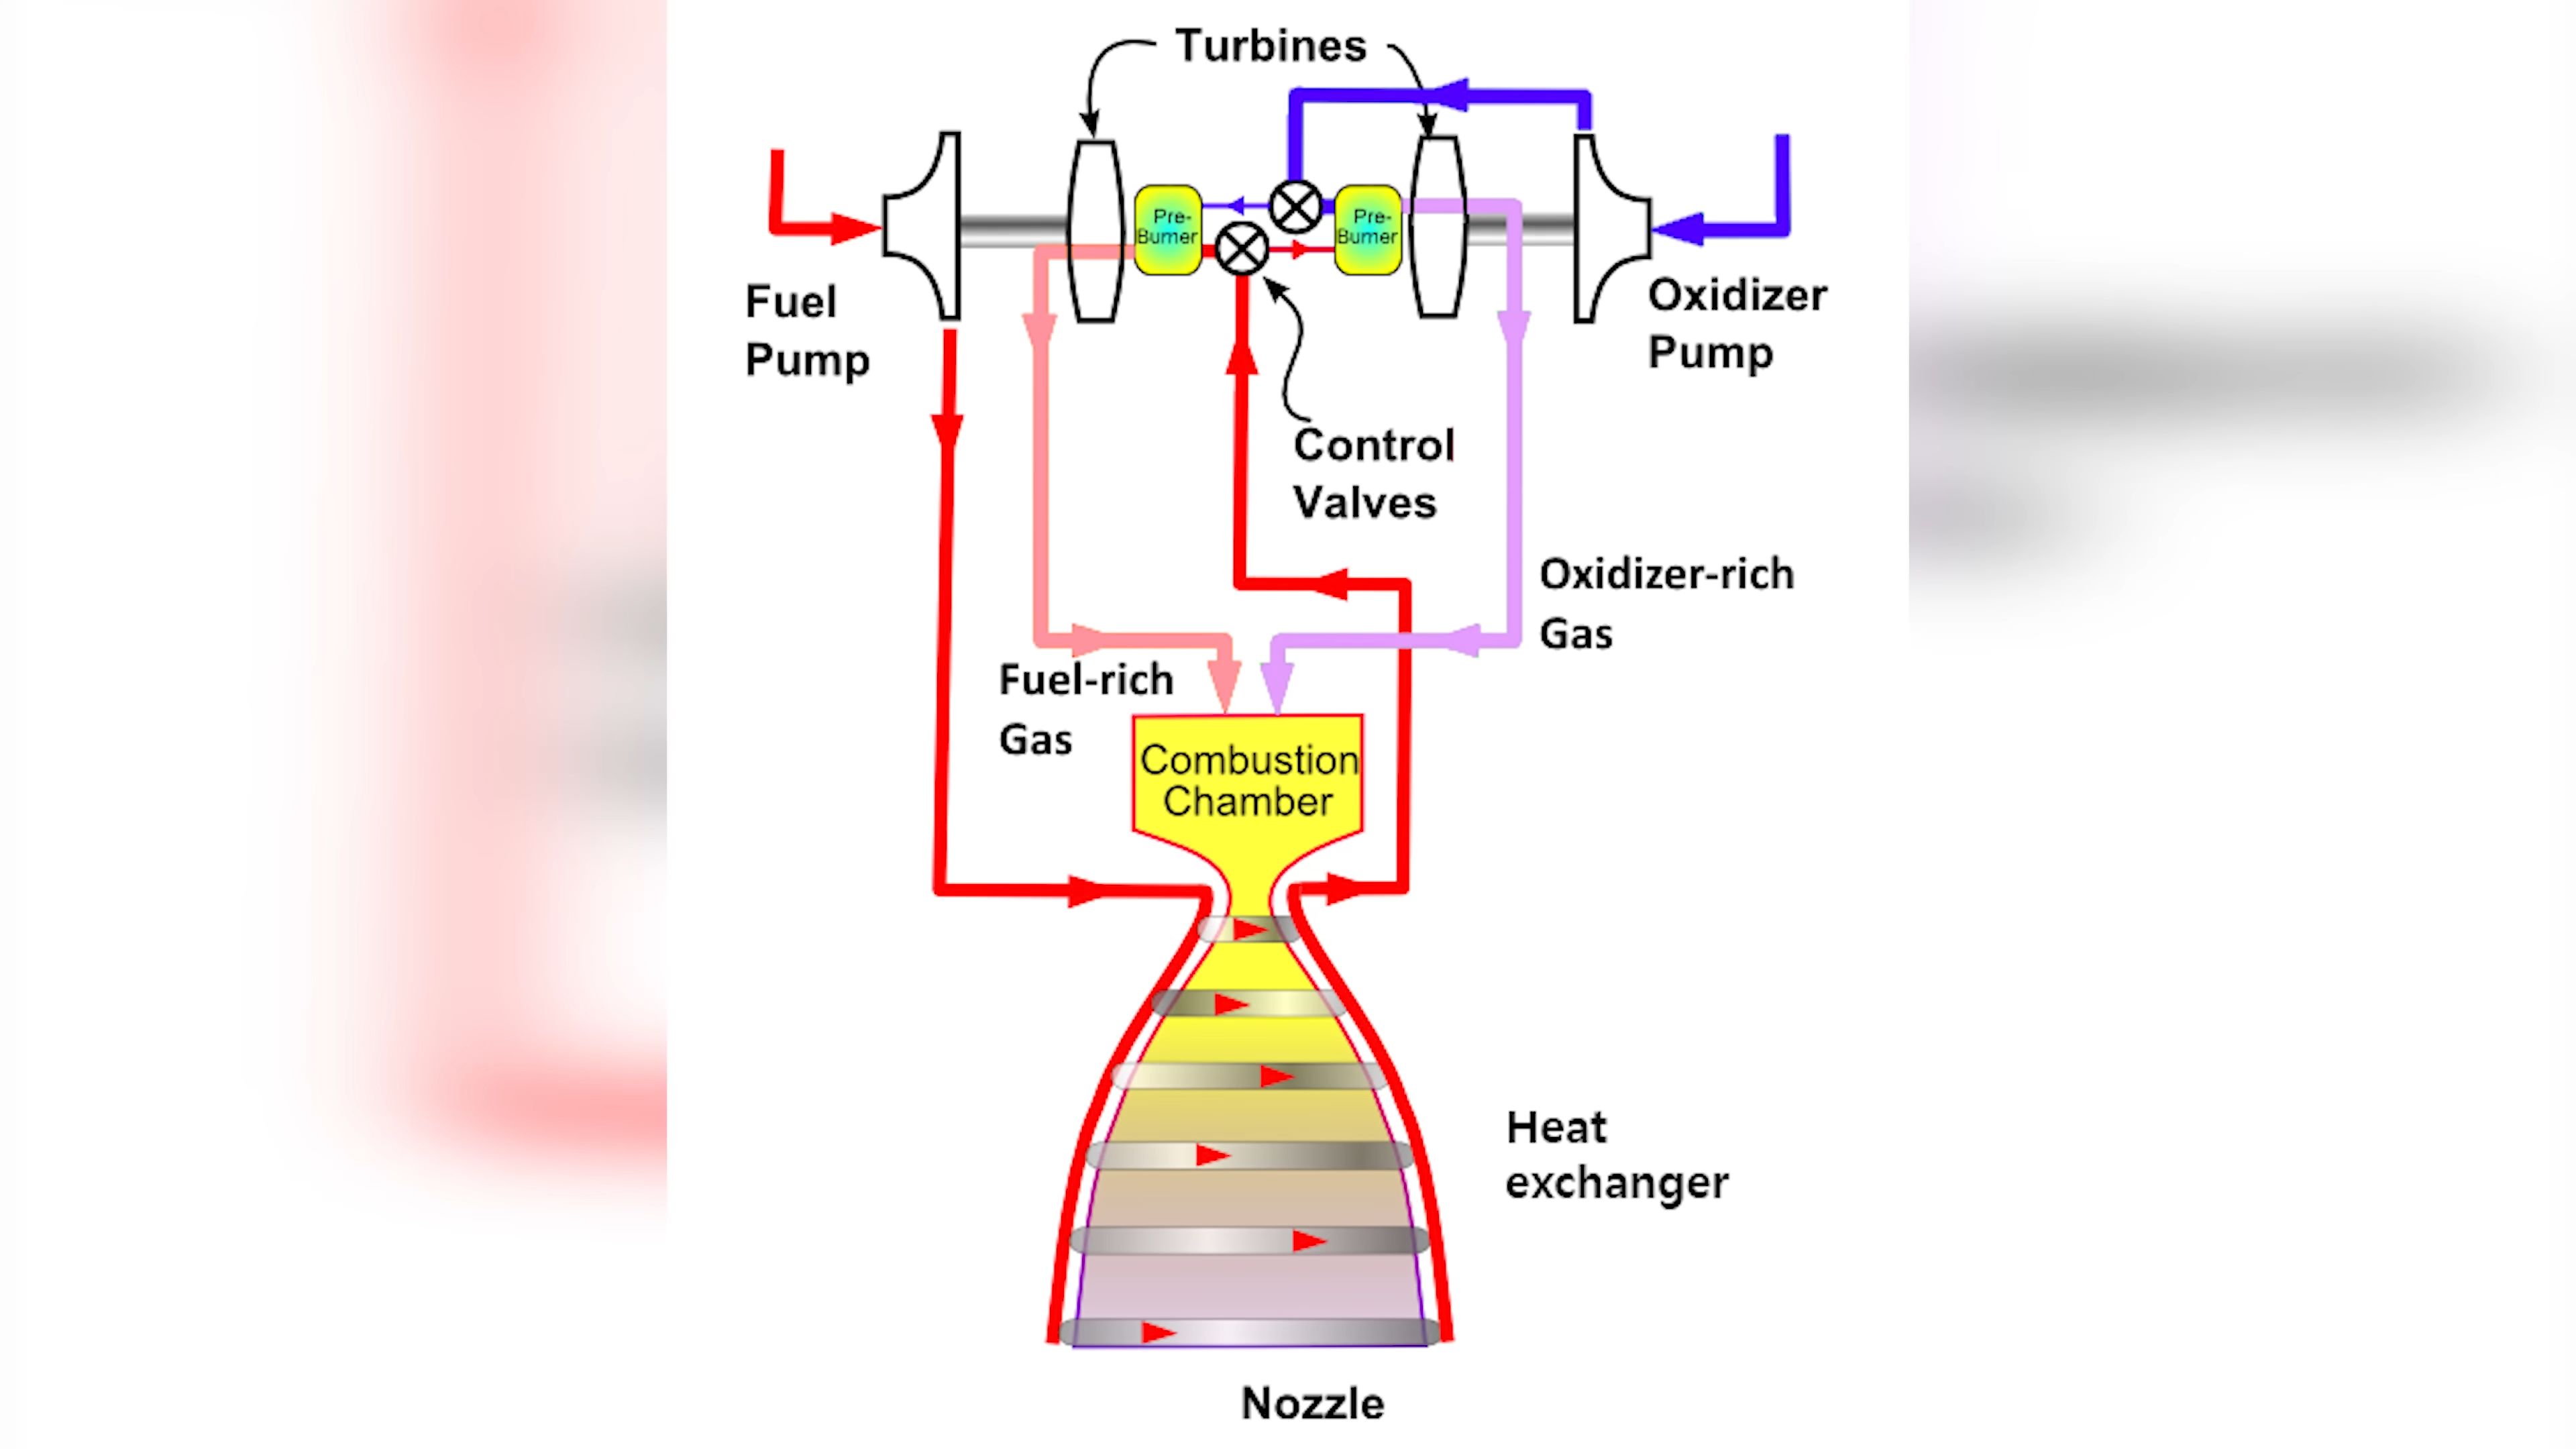 Turbines
Pre-
Burner
Pre-
Burner
Fuel
Pump
Oxidizer
Pump
Control
Valves
Oxidizer-rich
Gas
Fuel-rich
Gas
Combustion
Chamber
Heat
exchanger
Nozzle